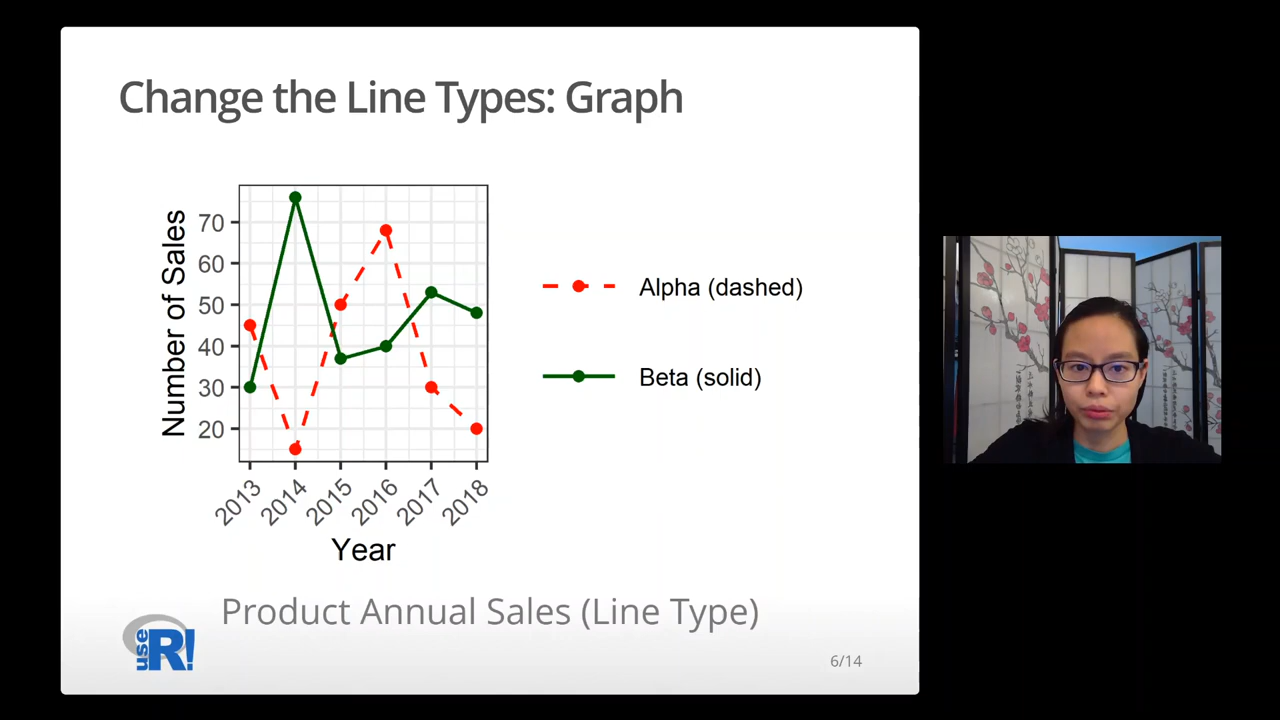 Change the Line Types: Graph
Number of Sales
70
60
50
40
30
20
2013
2014
2015
2016
2017
2018
Year
Alpha (dashed)
Beta (solid)
Product Annual Sales (Line Type)
use R!
6/14